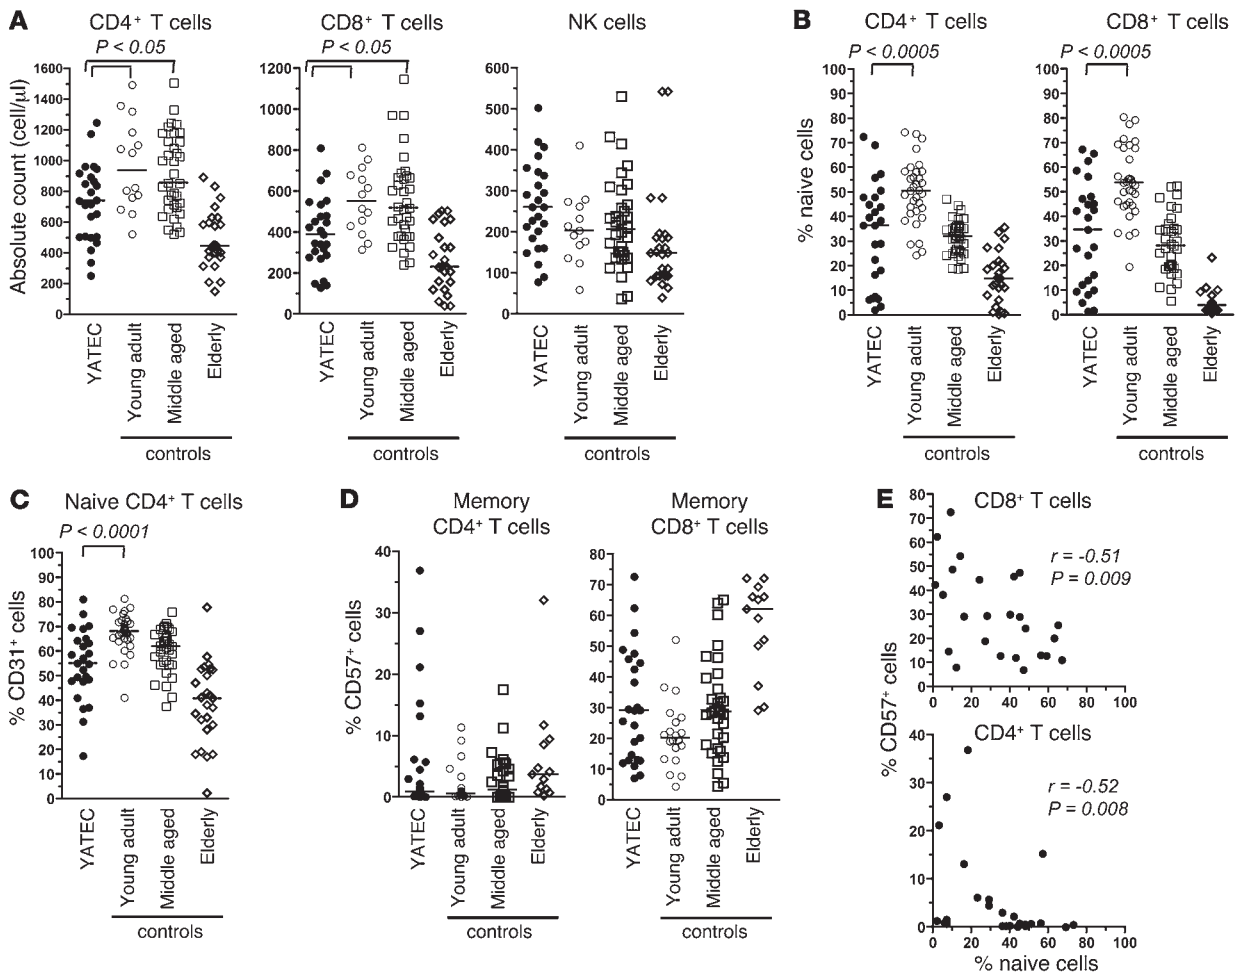 A
CD4+ T cells
P < 0.05
Absolute count (cell/µl)
1600
1400
1200
1000
800
600
400
200
0
YATEC
Young adult
Middle aged
Elderly
controls
CD8+ T cells
P < 0.05
1200
1000
800
600
400
200
0
YATEC
Young adult
Middle aged
Elderly
controls
NK cells
600
500
400
300
200
100
0
YATEC
Young adult
Middle aged
Elderly
controls
B
CD4+ T cells
P < 0.0005
% naive cells
100
90
80
70
60
50
40
30
20
10
0
YATEC
Young adult
Middle aged
Elderly
controls
CD8+ T cells
P < 0.0005
100
90
80
70
60
50
40
30
20
10
0
YATEC
Young adult
Middle aged
Elderly
controls
C
Naive CD4+ T cells
P < 0.0001
% CD31+ cells
100
90
80
70
60
50
40
30
20
10
0
YATEC
Young adult
Middle aged
Elderly
controls
D
Memory
CD4+ T cells
% CD57+ cells
40
30
20
10
0
YATEC
Young adult
Middle aged
Elderly
controls
Memory
CD8+ T cells
80
70
60
50
40
30
20
10
0
YATEC
Young adult
Middle aged
Elderly
controls
E
CD8+ T cells
r = -0.51
P = 0.009
80
70
60
50
40
30
20
10
0
0 20 40 60 80 100
% CD57+ cells
CD4+ T cells
r = -0.52
P = 0.008
40
30
20
10
0
0 20 40 60 80 100
% naive cells